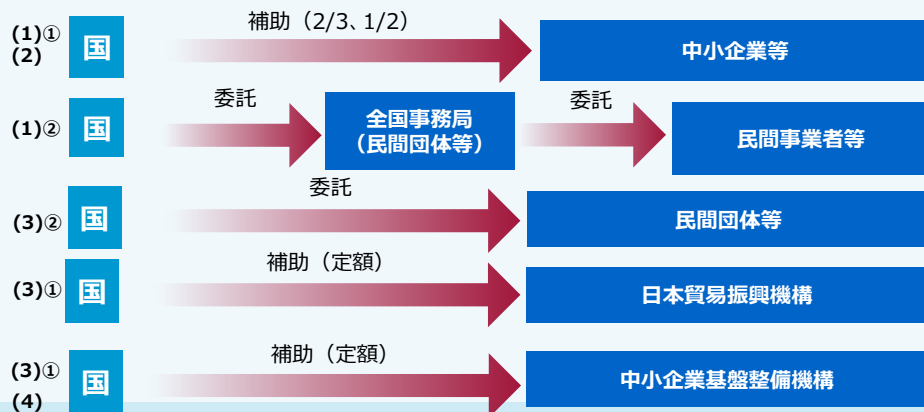 (1)①
(2)
国
補助（2/3、1/2）
中小企業等
(1)②
国
委託
全国事務局
（民間団体等）
委託
民間事業者等
(3)②
国
委託
民間団体等
(3)①
国
補助（定額）
日本貿易振興機構
(3)①
(4)
国
補助（定額）
中小企業基盤整備機構